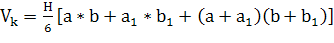 V_k = H/6 [a * b + a_1 * b_1 + (a + a_1)(b + b_1)]